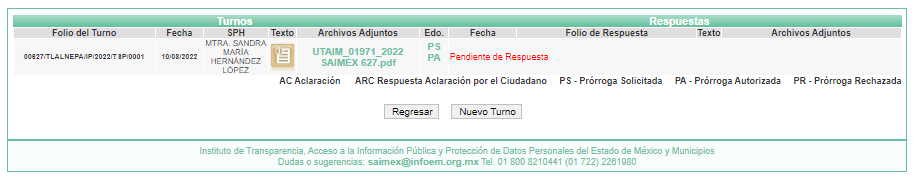 Turnos Respuestas
Folio del Turno Fecha SPH Texto Archivos Adjuntos Edo. Fecha Folio de Respuesta Texto Archivos Adjuntos
00627/TLALNEPA/IP/2022/T8P/0001 10/08/2022 MTRA. SANDRA MARÍA HERNÁNDEZ LÓPEZ UTAIM_01971_2022 SAIMEX 627.pdf PS PA Pendiente de Respuesta
AC Aclaración ARC Respuesta Aclaración por el Ciudadano PS - Prórroga Solicitada PA - Prórroga Autorizada PR - Prórroga Rechazada
Regresar Nuevo Turno
Instituto de Transparencia, Acceso a la Información Pública y Protección de Datos Personales del Estado de México y Municipios
Dudas o sugerencias: saimex@infoem.org.mx Tel. 01 800 8210441 (01 722) 2261980